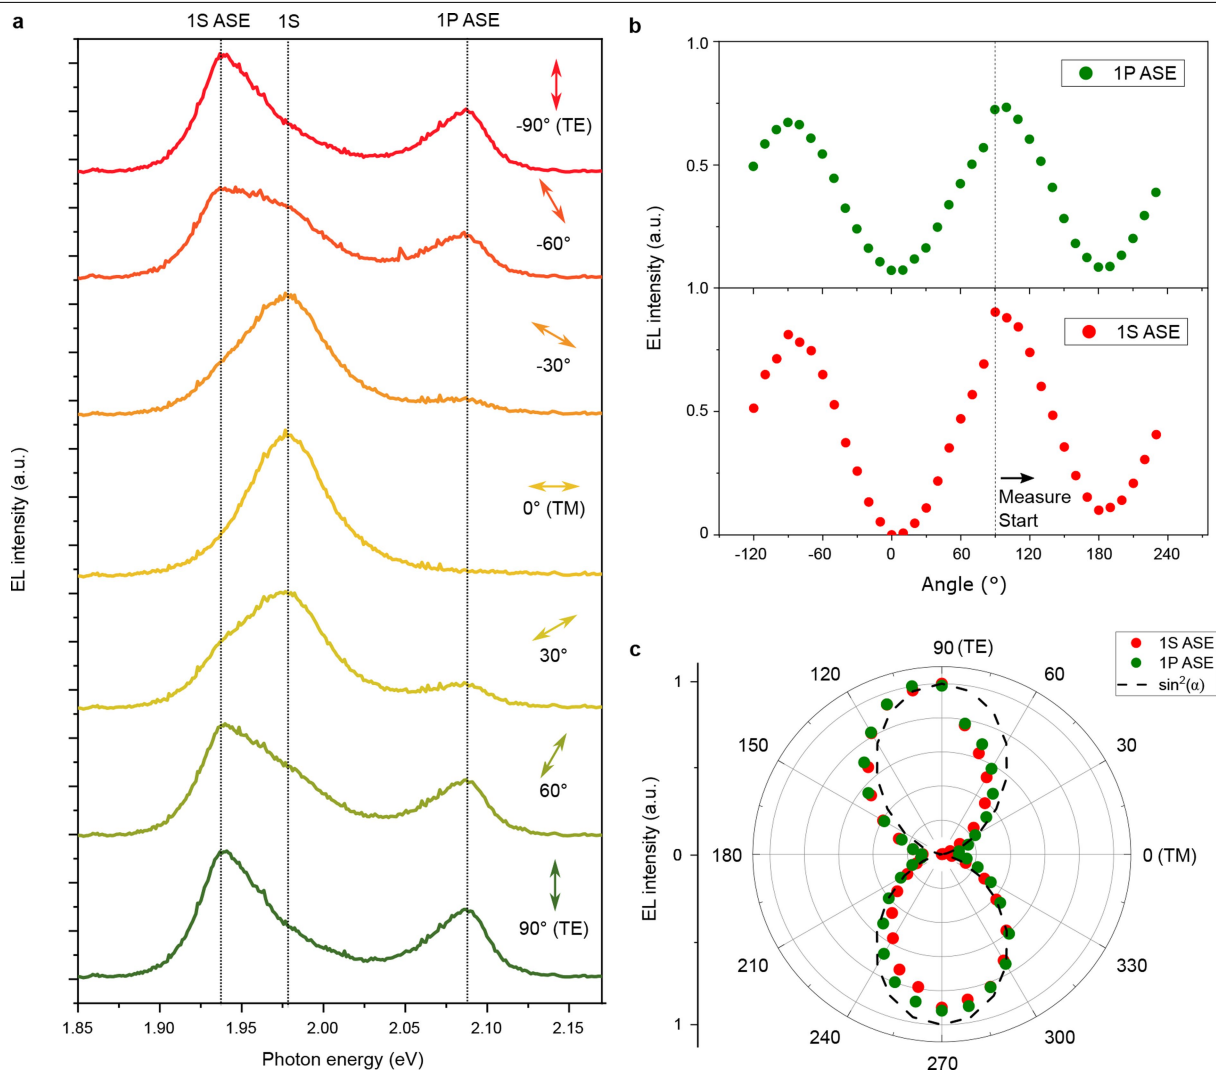 a
1S ASE
1S
1P ASE
-90° (TE)
-60°
-30°
0° (TM)
30°
60°
90° (TE)
EL intensity (a.u.)
1.85
1.90
1.95
2.00
2.05
2.10
2.15
Photon energy (eV)
b
1.0
0.5
1.0
0.5
0
EL intensity (a.u.)
1P ASE
1S ASE
Measure
Start
-120
-60
0
60
120
180
240
Angle (°)
c
1S ASE
1P ASE
sin²(α)
1
0
1
EL intensity (a.u.)
90 (TE)
60
30
0 (TM)
330
300
270
240
210
180
150
120